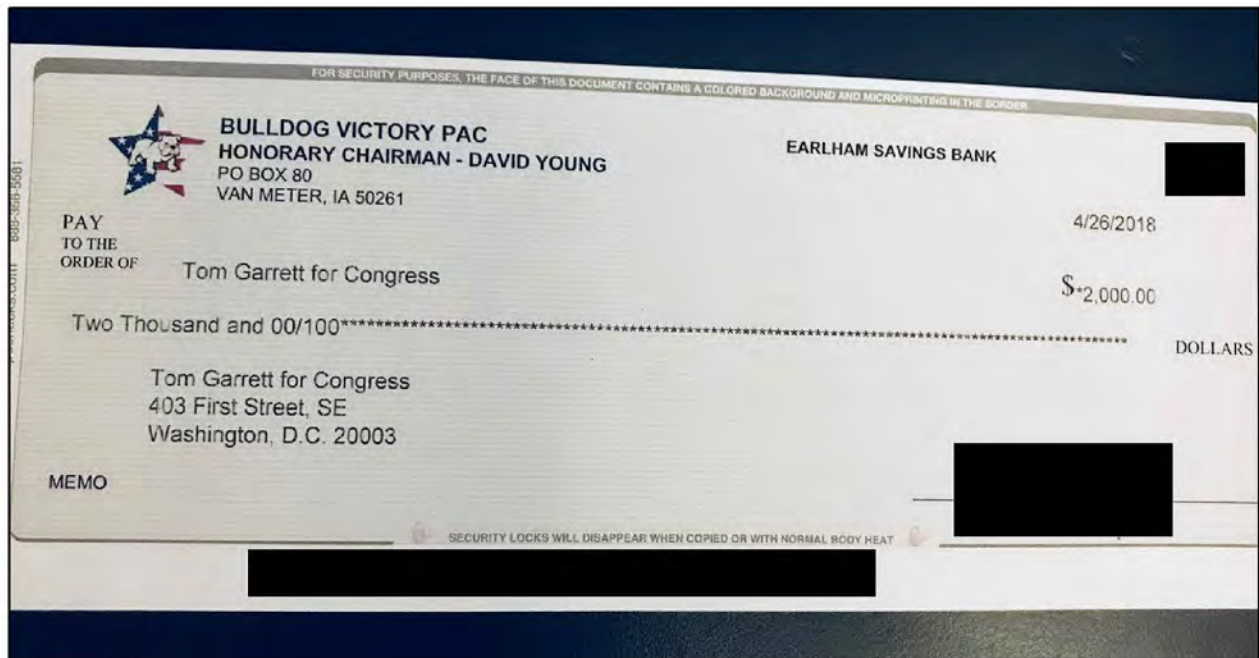 FOR SECURITY PURPOSES, THE FACE OF THIS DOCUMENT CONTAINS A COLORED BACKGROUND AND MICROPRINTING IN THE BORDER
BULLDOG VICTORY PAC
HONORARY CHAIRMAN - DAVID YOUNG
PO BOX 80
VAN METER, IA 50261
EARLHAM SAVINGS BANK
4/26/2018
PAY
TO THE
ORDER OF
Tom Garrett for Congress
$*2,000.00
Two Thousand and 00/100**************************************************************************************************
DOLLARS
Tom Garrett for Congress
403 First Street, SE
Washington, D.C. 20003
MEMO
SECURITY LOCKS WILL DISAPPEAR WHEN COPIED OR WITH NORMAL BODY HEAT